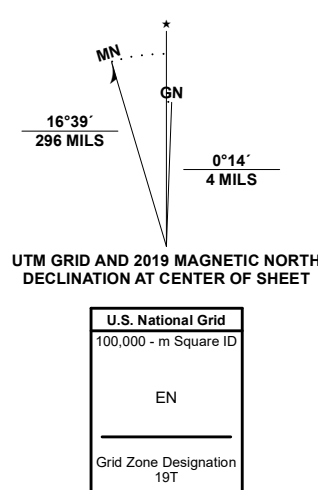 ★
MN
GN
16°39´
296 MILS
0°14´
4 MILS
UTM GRID AND 2019 MAGNETIC NORTH
DECLINATION AT CENTER OF SHEET
U.S. National Grid
100,000 - m Square ID
EN
Grid Zone Designation
19T